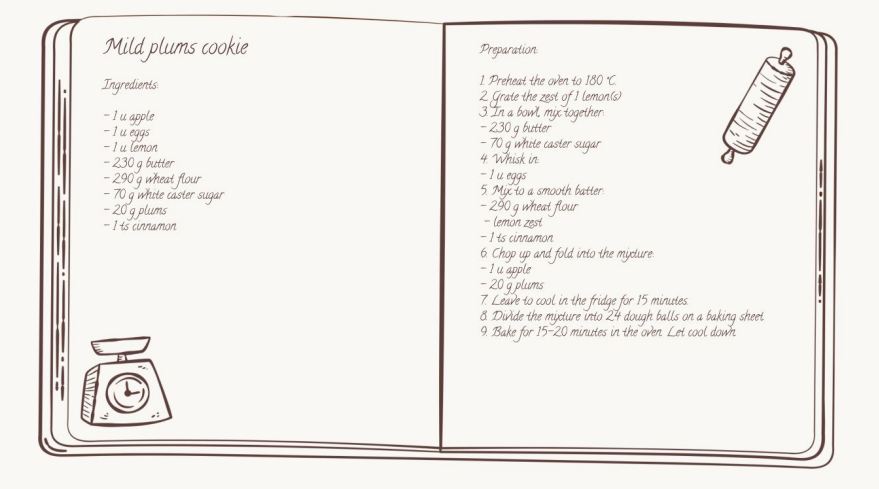 Mild plums cookie
Ingredients:
- 1 u apple
- 1 u eggs
- 1 u lemon
- 230 g butter
- 290 g wheat flour
- 70 g white caster sugar
- 20 g plums
- 1 ts cinnamon
Preparation:
1. Preheat the oven to 180 °C.
2. Grate the zest of 1 lemon(s)
3. In a bowl, mix together:
- 230 g butter
- 70 g white caster sugar
4. Whisk in:
- 1 u eggs
5. Mix to a smooth batter:
- 290 g wheat flour
- lemon zest
- 1 ts cinnamon
6. Chop up and fold into the mixture:
- 1 u apple
- 20 g plums
7. Leave to cool in the fridge for 15 minutes.
8. Divide the mixture into 24 dough balls on a baking sheet.
9. Bake for 15-20 minutes in the oven. Let cool down.